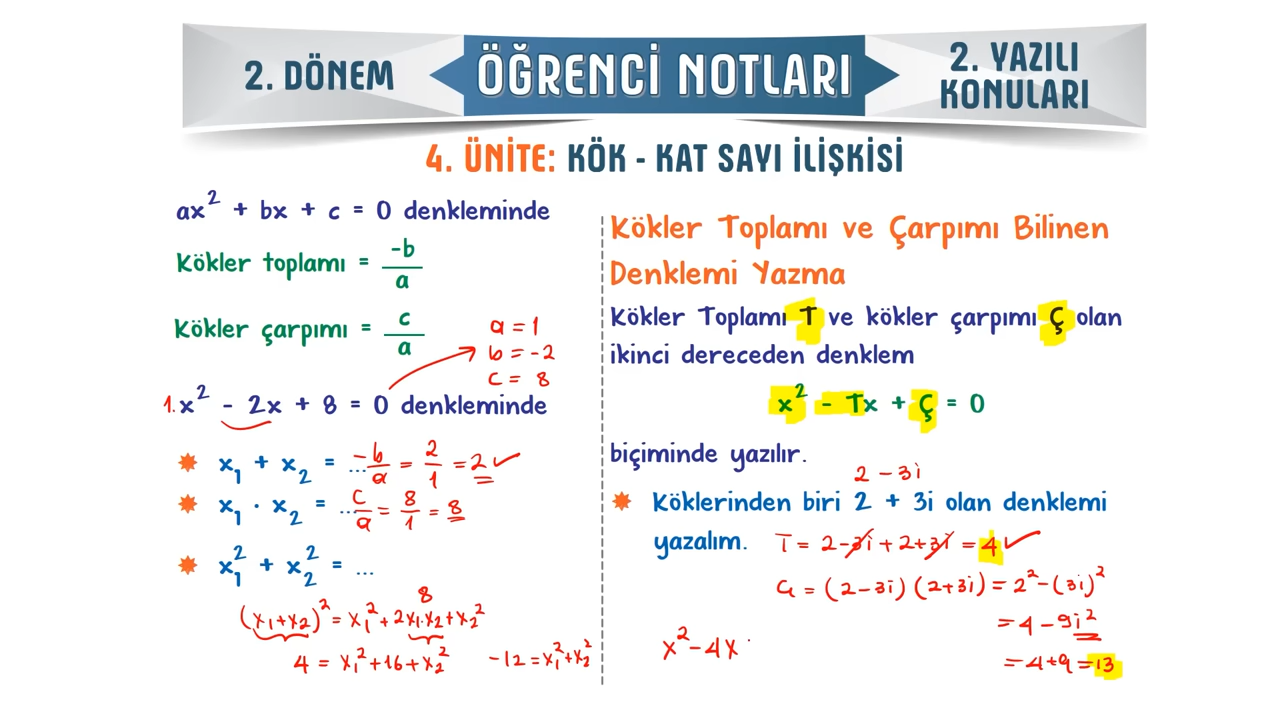 2. DÖNEM
ÖĞRENCİ NOTLARI
2. YAZILI
KONULARI
4. ÜNİTE: KÖK - KAT SAYI İLİŞKİSİ
ax² + bx + c = 0 denkleminde
Kökler toplamı = -b/a
Kökler çarpımı = c/a
a = 1
b = -2
c = 8
1. x² - 2x + 8 = 0 denkleminde
x₁ + x₂ = ... -b/a = 2/1 = 2 ✓
x₁ · x₂ = ... c/a = 8/1 = 8
x₁² + x₂² = ...
8
(x₁+x₂)² = x₁² + 2x₁·x₂ + x₂²
4 = x₁² + 16 + x₂²
-12 = x₁² + x₂²
Kökler Toplamı ve Çarpımı Bilinen
Denklemi Yazma
Kökler Toplamı T ve kökler çarpımı Ç olan
ikinci dereceden denklem
x² - Tx + Ç = 0
biçiminde yazılır.
2 - 3i
Köklerinden biri 2 + 3i olan denklemi
yazalım.
T = 2-3i + 2+3i = 4 ✓
Ç = (2-3i) (2+3i) = 2² - (3i)²
= 4 - 9i²
= 4+9 = 13
x² - 4x